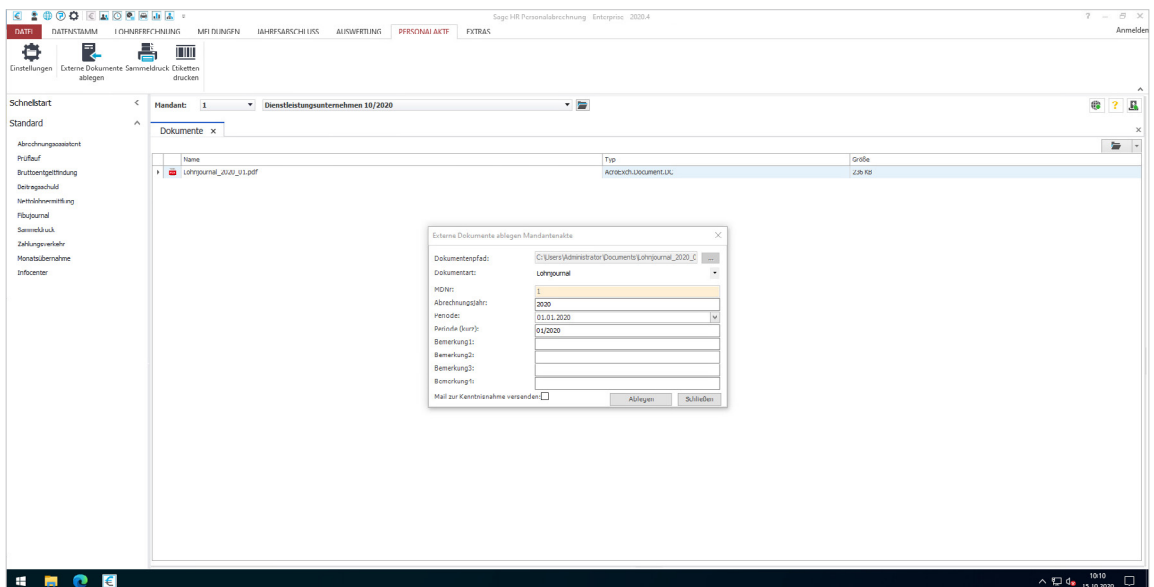 Sage HR Personalabrechnung Enterprise 2020.4
?
DATEI DATENSTAMM LOHNBERECHNUNG MELDUNGEN JAHRESABSCHLUSS AUSWERTUNG PERSONALAKTE EXTRAS Anmelden
Einstellungen Externe Dokumente ablegen Sammeldruck Etiketten drucken
Schnellstart
Mandant: 1 Dienstleistungsunternehmen 10/2020
Standard
Dokumente
Abrechnungsassistent
Prüflauf
Bruttoentgeltfindung
Beitragsschuld
Nettolohnermittlung
Fibujournal
Sammeldruck
Zahlungsverkehr
Monatsübernahme
Infocenter
Name Typ Größe
Lohnjournal_2020_01.pdf AcroExch.Document.DC 236 KB
Externe Dokumente ablegen Mandantenakte
Dokumentenpfad: C:\Users\Administrator\Documents\Lohnjournal_2020_0 ...
Dokumentart: Lohnjournal
MDNr: 1
Abrechnungsjahr: 2020
Periode: 01.01.2020
Periode (kurz): 01/2020
Bemerkung1:
Bemerkung2:
Bemerkung3:
Bemerkung4:
Mail zur Kenntnisnahme versenden:
Ablegen Schließen
10:10
15.10.2020